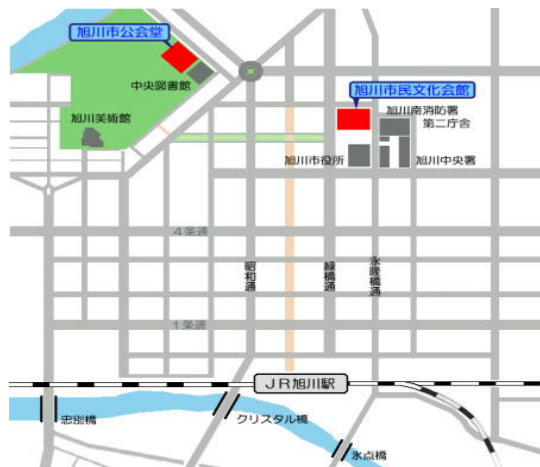 旭川市公会堂
中央図書館
旭川美術館
旭川市民文化会館
旭川南消防署
第二庁舎
旭川市役所
旭川中央署
4条通
昭和通
緑橋通
永隆橋通
1条通
JR旭川駅
忠別橋
クリスタル橋
氷点橋